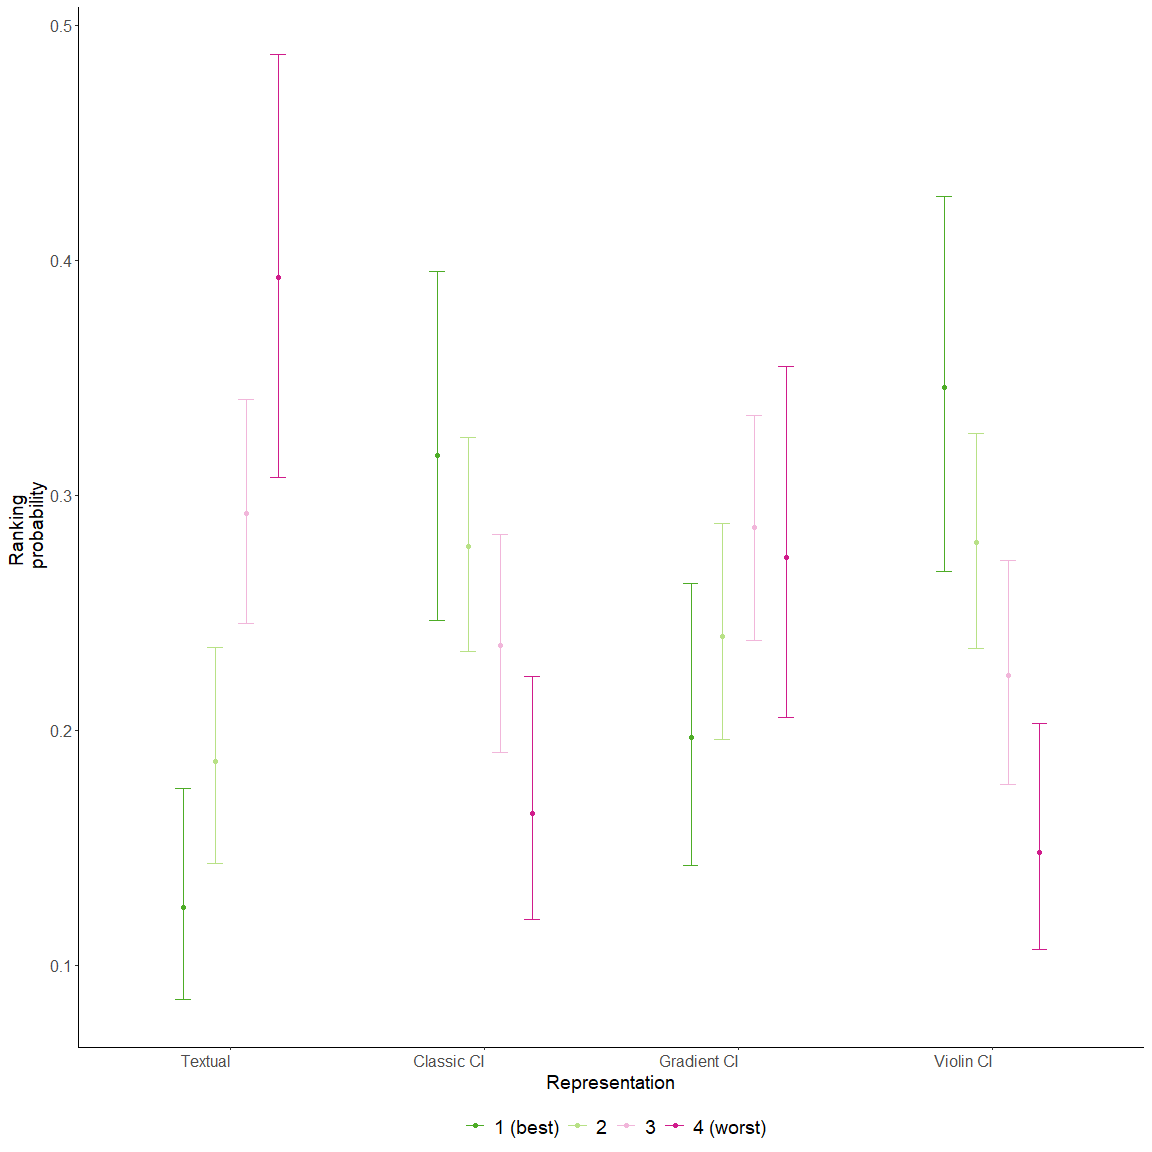 0.5
0.4
0.3
0.2
0.1
Ranking
probability
Textual Classic CI Gradient CI Violin CI
Representation
1 (best) 2 3 4 (worst)